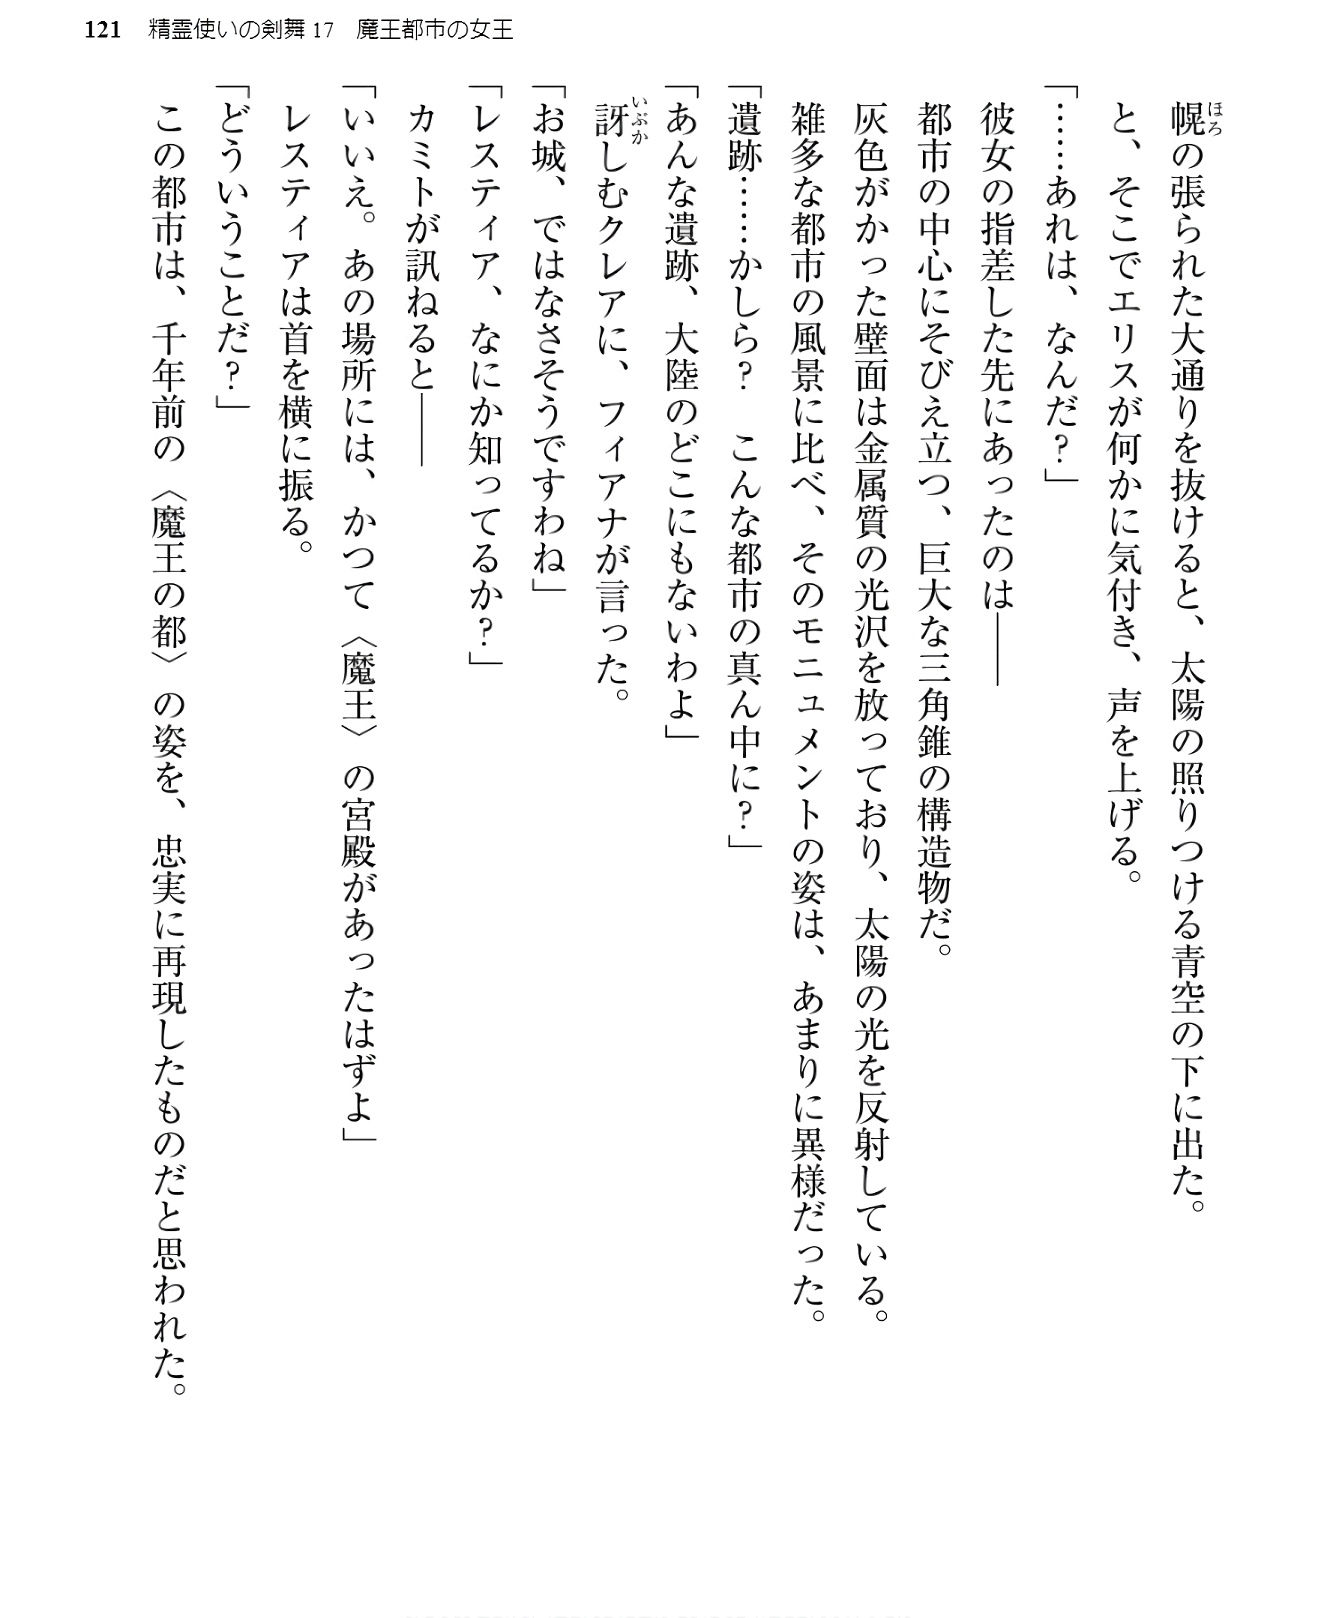 121 精霊使いの剣舞17 魔王都市の女王
幌の張られた大通りを抜けると、太陽の照りつける青空の下に出た。
ほろ
と、そこでエリスが何かに気付き、声を上げる。
「……あれは、なんだ？」
彼女の指差した先にあったのは――
都市の中心にそびえ立つ、巨大な三角錐の構造物だ。
灰色がかった壁面は金属質の光沢を放っており、太陽の光を反射している。
雑多な都市の風景に比べ、そのモニュメントの姿は、あまりに異様だった。
「遺跡……かしら？　こんな都市の真ん中に？」
「あんな遺跡、大陸のどこにもないわよ」
訝しむクレアに、フィアナが言った。
いぶか
「お城、ではなさそうですわね」
「レスティア、なにか知ってるか？」
カミトが訊ねると――
「いいえ。あの場所には、かつて〈魔王〉の宮殿があったはずよ」
レスティアは首を横に振る。
「どういうことだ？」
この都市は、千年前の〈魔王の都〉の姿を、忠実に再現したものだと思われた。